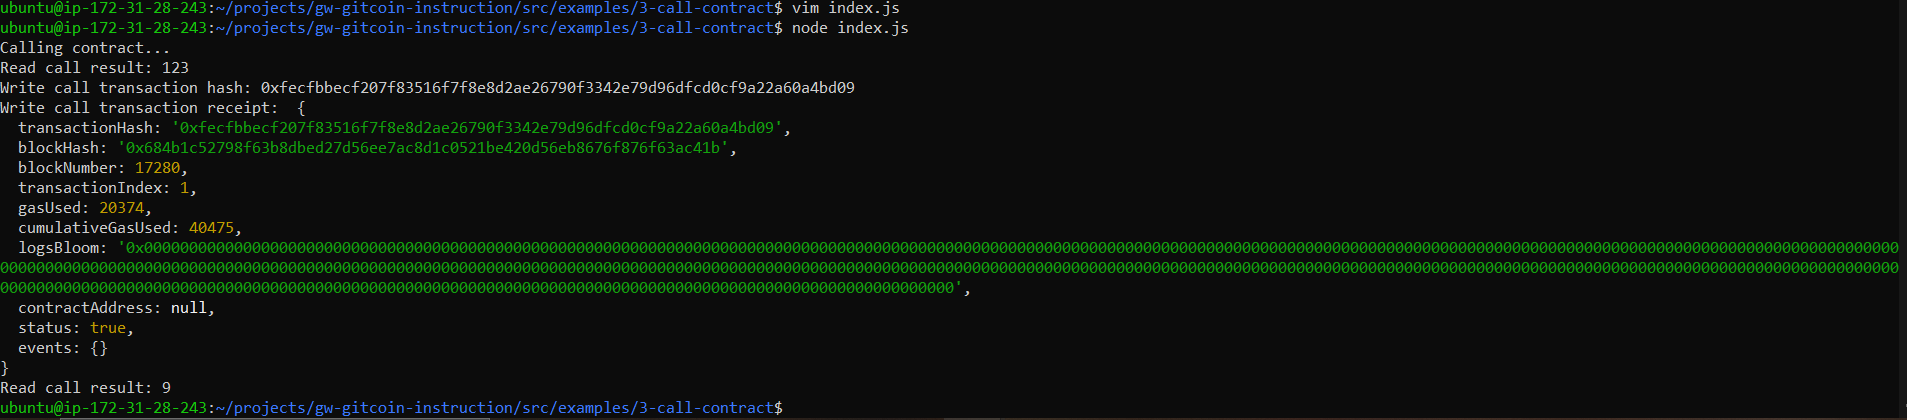 ubuntu@ip-172-31-28-243:~/projects/gw-gitcoin-instruction/src/examples/3-call-contract$ vim index.js
ubuntu@ip-172-31-28-243:~/projects/gw-gitcoin-instruction/src/examples/3-call-contract$ node index.js
Calling contract...
Read call result: 123
Write call transaction hash: 0xfecfbbecf207f83516f7f8e8d2ae26790f3342e79d96dfcd0cf9a22a60a4bd09
Write call transaction receipt:  {
  transactionHash: '0xfecfbbecf207f83516f7f8e8d2ae26790f3342e79d96dfcd0cf9a22a60a4bd09',
  blockHash: '0x684b1c52798f63b8dbed27d56ee7ac8d1c0521be420d56eb8676f876f63ac41b',
  blockNumber: 17280,
  transactionIndex: 1,
  gasUsed: 20374,
  cumulativeGasUsed: 40475,
  logsBloom: '0x00000000000000000000000000000000000000000000000000000000000000000000000000000000000000000000000000000000000000000000000000000000000000000000000000000000000000000000000000000000000000000000000000
00000000000000000000000000000000000000000000000000000000000000000000000000000000000000000000000000000000000000000000000000000000000000000000000000000000000000000000000000000000000000000000000000000000000000000000000
0000000000000000000000000000000000000000000000000000000000000000000000000000000000000000000000000000000000',
  contractAddress: null,
  status: true,
  events: {}
}
Read call result: 9
ubuntu@ip-172-31-28-243:~/projects/gw-gitcoin-instruction/src/examples/3-call-contract$